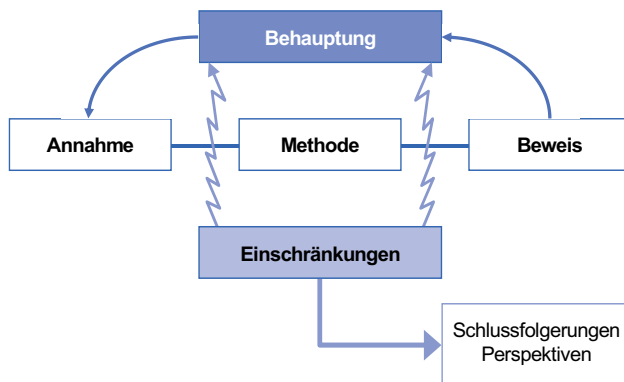 Behauptung
Annahme
Methode
Beweis
Einschränkungen
Schlussfolgerungen
Perspektiven